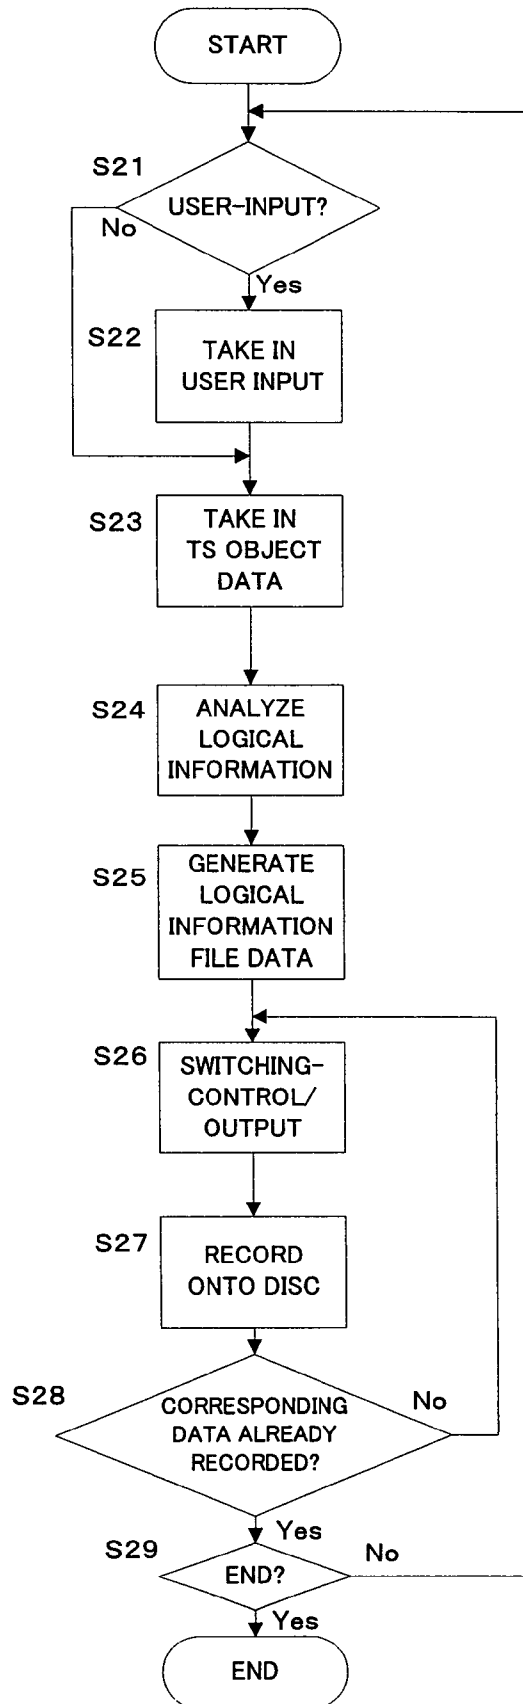 START
S21
USER-INPUT?
No
Yes
S22
TAKE IN
USER INPUT
S23
TAKE IN
TS OBJECT
DATA
S24
ANALYZE
LOGICAL
INFORMATION
S25
GENERATE
LOGICAL
INFORMATION
FILE DATA
S26
SWITCHING-
CONTROL/
OUTPUT
S27
RECORD
ONTO DISC
S28
CORRESPONDING
DATA ALREADY
RECORDED?
No
Yes
S29
END?
No
Yes
END